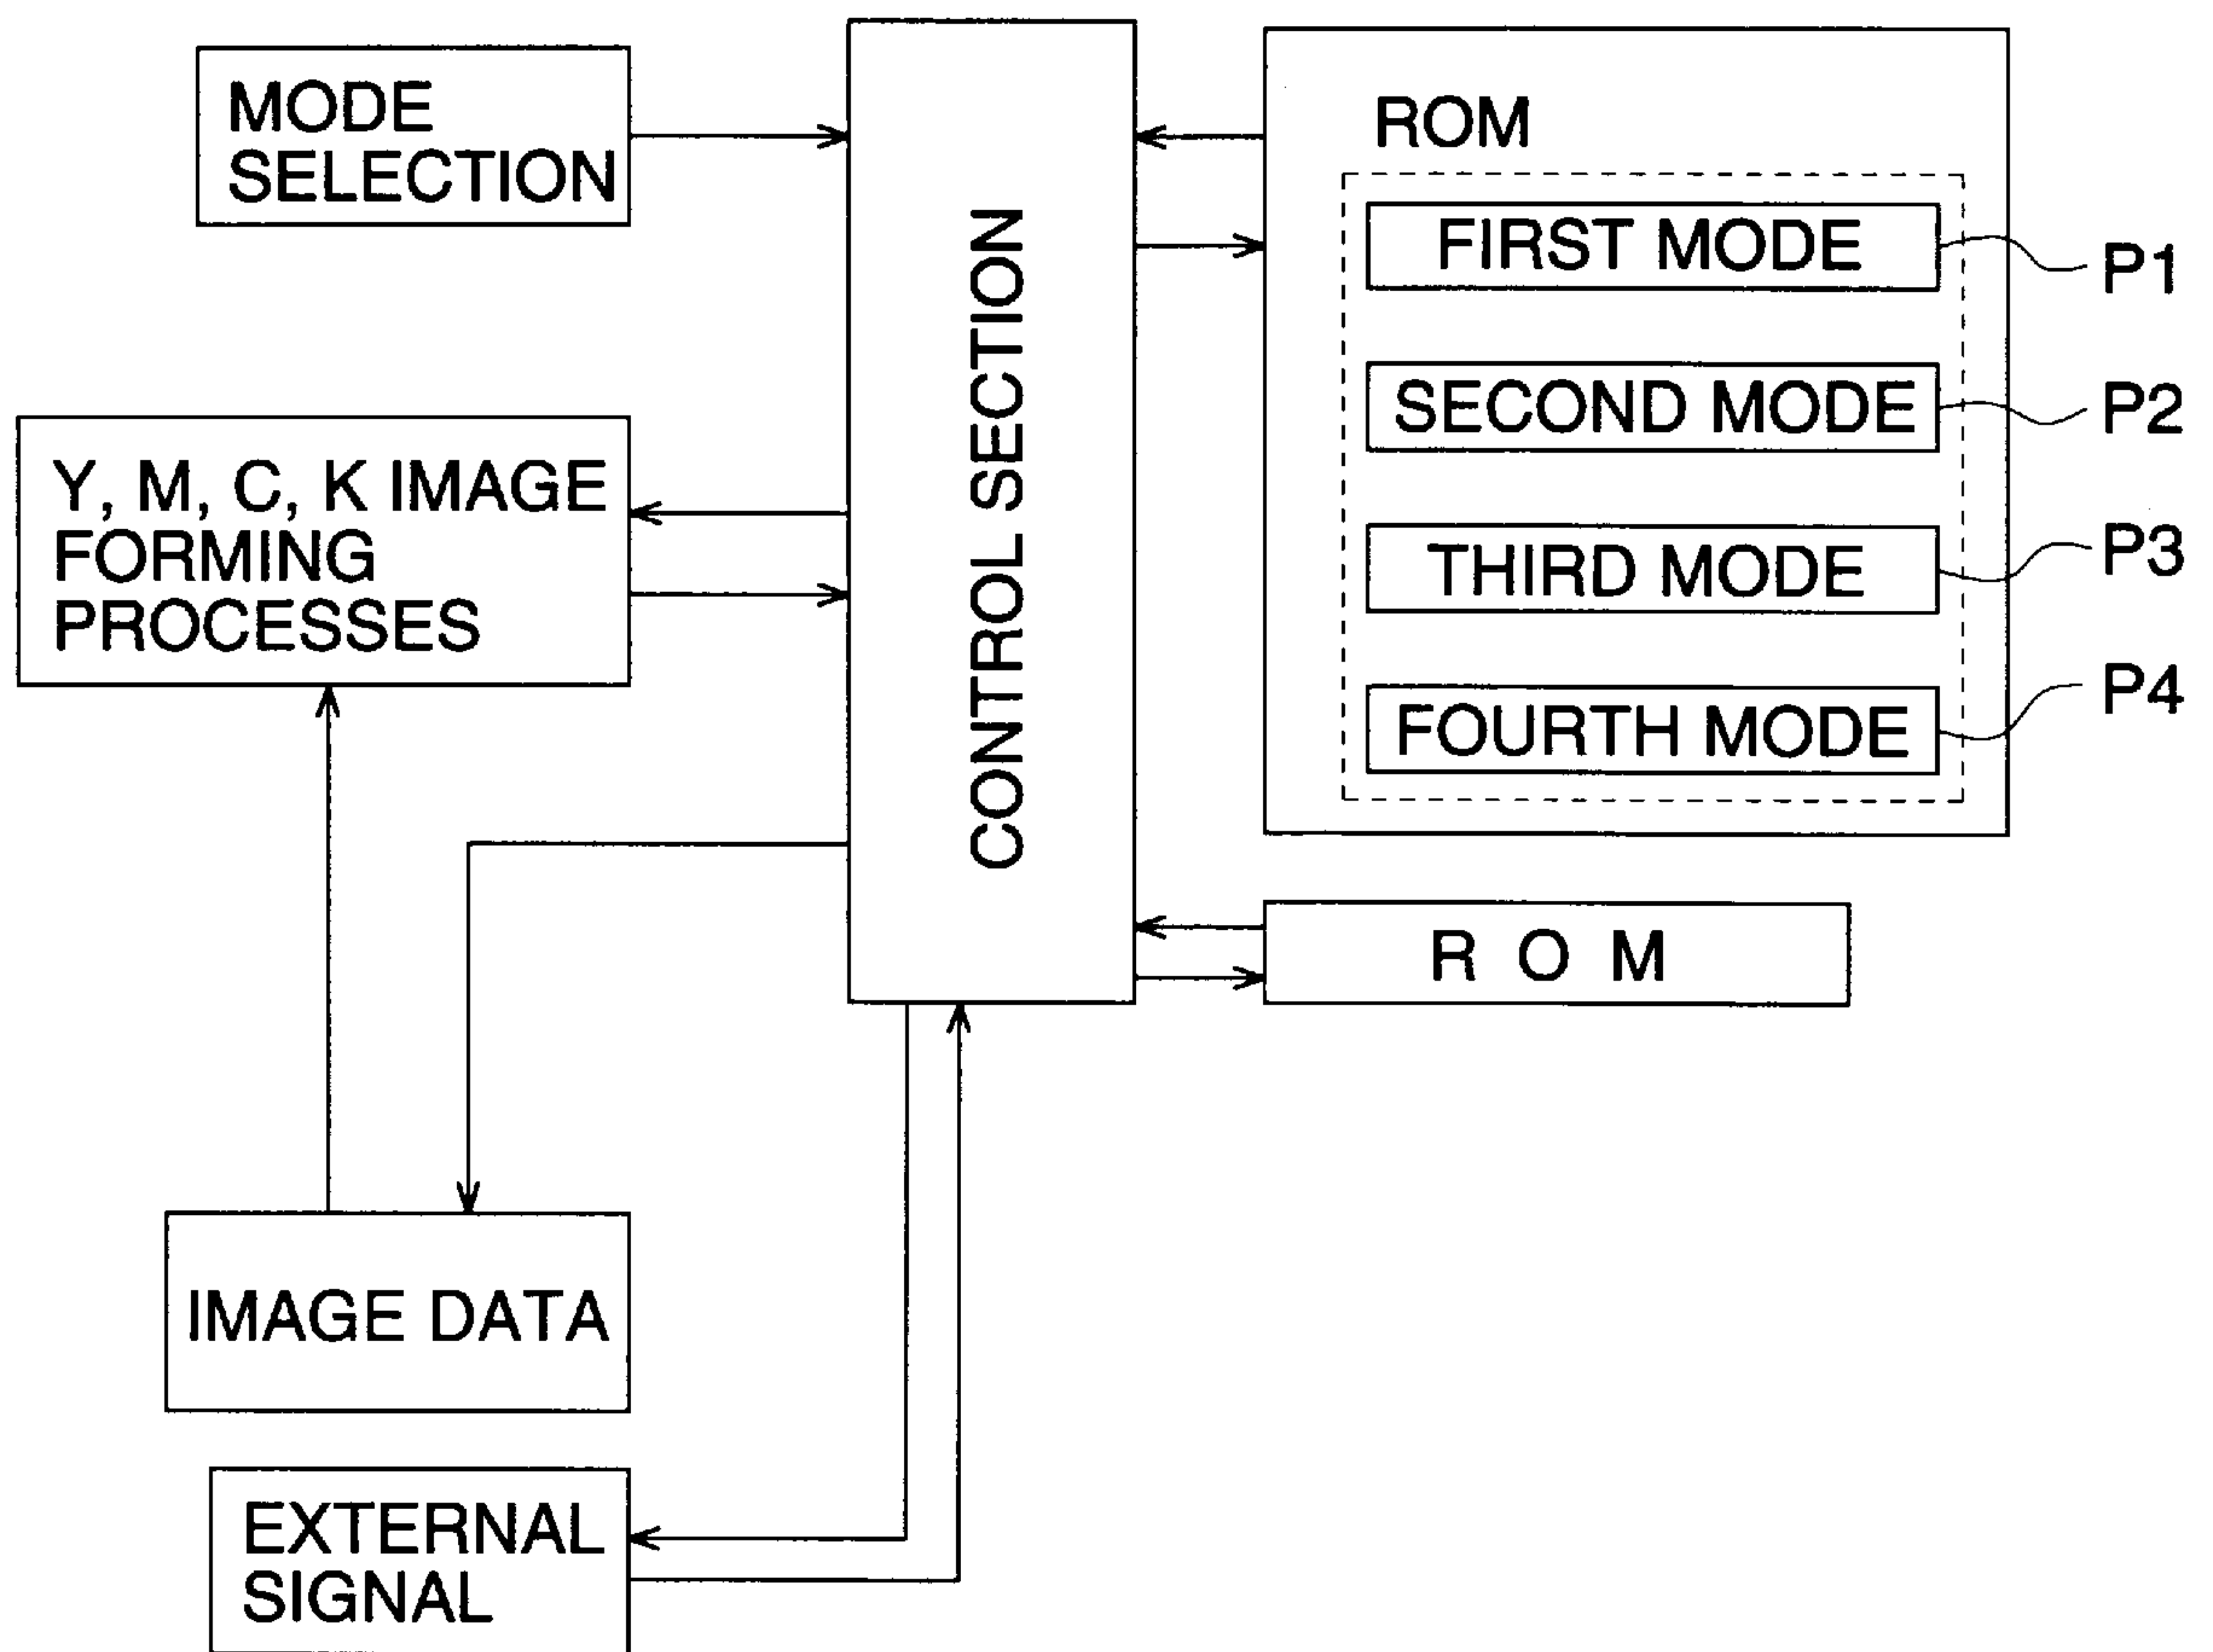 MODE
SELECTION
Y, M, C, K IMAGE
FORMING
PROCESSES
IMAGE DATA
EXTERNAL
SIGNAL
CONTROL SECTION
ROM
FIRST MODE
P1
SECOND MODE
P2
THIRD MODE
P3
FOURTH MODE
P4
R O M